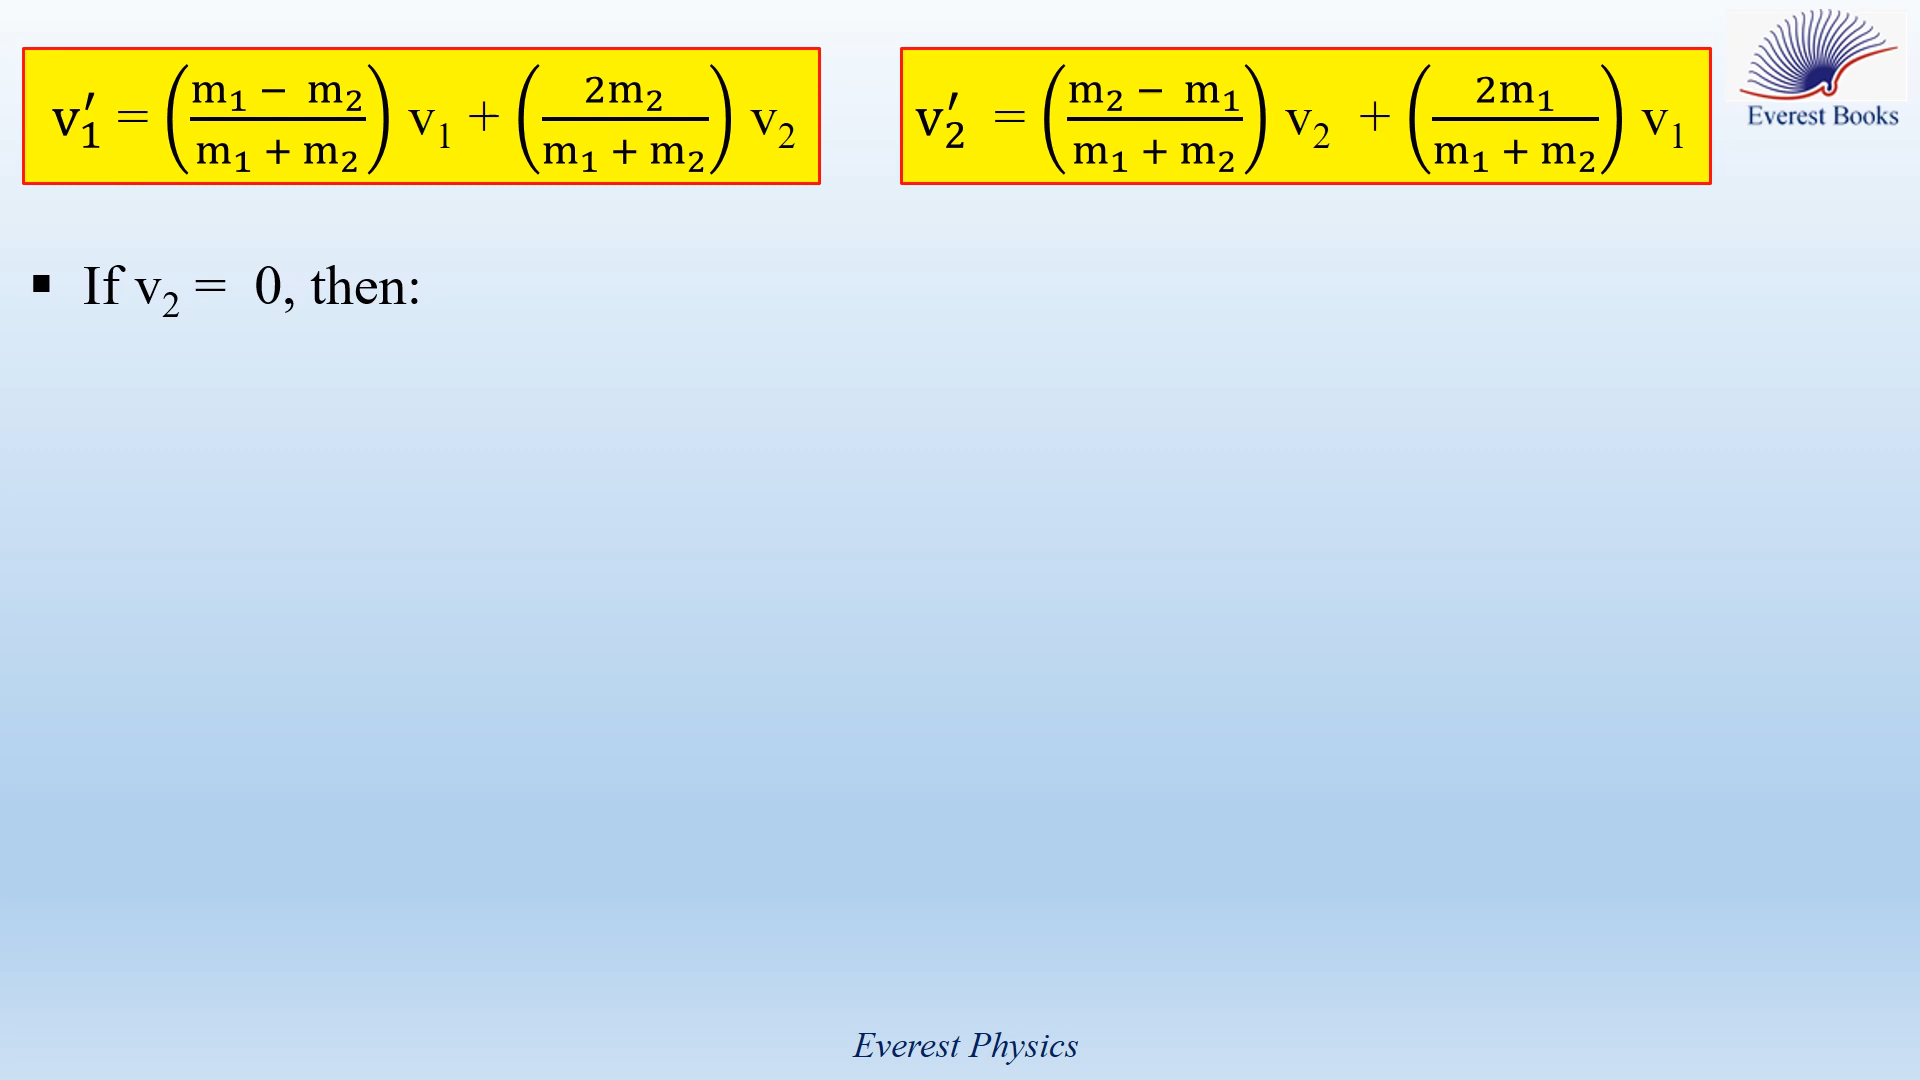 v₁′ = ((m₁ − m₂)/(m₁ + m₂)) v₁ + (2m₂/(m₁ + m₂)) v₂
v₂′ = ((m₂ − m₁)/(m₁ + m₂)) v₂ + (2m₁/(m₁ + m₂)) v₁
Everest Books
▪ If v₂ = 0, then:
Everest Physics